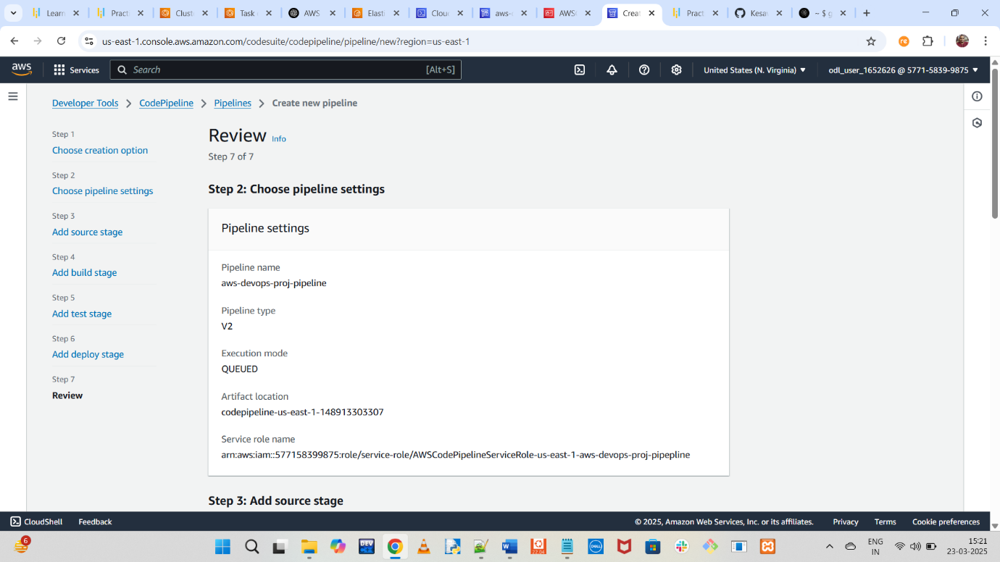 Learn
Practi
Clust
Task
AWS
Elasti
Clou
aws-
AWS
Creat
Pract
Kesa
~ $ g
us-east-1.console.aws.amazon.com/codesuite/codepipeline/pipeline/new?region=us-east-1
re
aws
Services
Search
[Alt+S]
United States (N. Virginia)
odl_user_1652626 @ 5771-5839-9875
Developer Tools
CodePipeline
Pipelines
Create new pipeline
Step 1
Choose creation option
Step 2
Choose pipeline settings
Step 3
Add source stage
Step 4
Add build stage
Step 5
Add test stage
Step 6
Add deploy stage
Step 7
Review
Review Info
Step 7 of 7
Step 2: Choose pipeline settings
Pipeline settings
Pipeline name
aws-devops-proj-pipeline
Pipeline type
V2
Execution mode
QUEUED
Artifact location
codepipeline-us-east-1-148913303307
Service role name
arn:aws:iam::577158399875:role/service-role/AWSCodePipelineServiceRole-us-east-1-aws-devops-proj-pipepline
Step 3: Add source stage
CloudShell
Feedback
© 2025, Amazon Web Services, Inc. or its affiliates.
Privacy
Terms
Cookie preferences
6
DEV
22.04
DELL
ENG
IN
15:21
23-03-2025